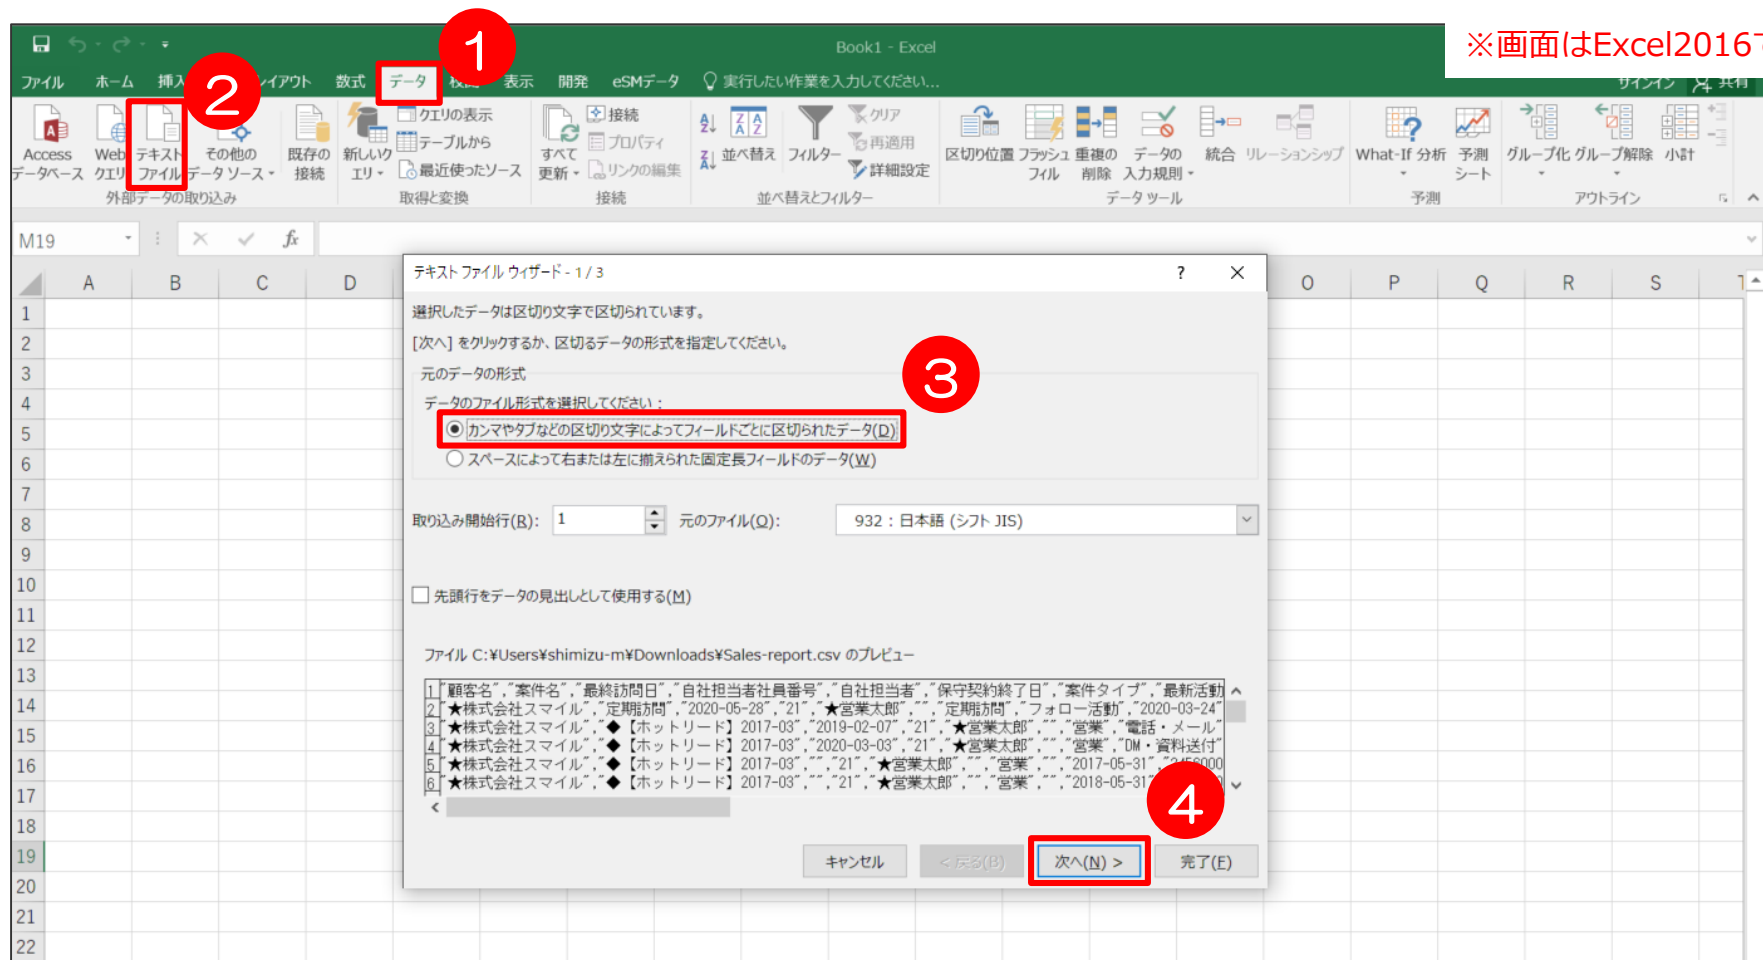 Book1 - Excel
※画面はExcel2016
ファイル ホーム 挿入 イアウト 数式 データ 表示 開発 eSMデータ 実行したい作業を入力してください... サインイン 共有
1
2
Access データベース
Web クエリ
テキスト ファイル
その他の データ ソース
既存の 接続
外部データの取り込み
新しいク エリ
クエリの表示
テーブルから
最近使ったソース
取得と変換
すべて 更新
接続
プロパティ
リンクの編集
接続
並べ替え
フィルター
クリア
再適用
詳細設定
並べ替えとフィルター
区切り位置
フラッシュ フィル
重複の 削除
データの 入力規則
統合
リレーションシップ
データ ツール
What-If 分析
予測 シート
予測
グループ化
グループ解除
小計
アウトライン
M19
fx
A B C D O P Q R S T
1
2
3
4
5
6
7
8
9
10
11
12
13
14
15
16
17
18
19
20
21
22
テキスト ファイル ウィザード - 1 / 3 ?
選択したデータは区切り文字で区切られています。
[次へ] をクリックするか、区切るデータの形式を指定してください。
元のデータの形式
3
データのファイル形式を選択してください：
カンマやタブなどの区切り文字によってフィールドごとに区切られたデータ(D)
スペースによって右または左に揃えられた固定長フィールドのデータ(W)
取り込み開始行(R): 1 元のファイル(O): 932 : 日本語 (シフト JIS)
先頭行をデータの見出しとして使用する(M)
ファイル C:¥Users¥shimizu-m¥Downloads¥Sales-report.csv のプレビュー
1 "顧客名","案件名","最終訪問日","自社担当者社員番号","自社担当者","保守契約終了日","案件タイプ","最新活動
2 "★株式会社スマイル","定期訪問","2020-05-28","21","★営業太郎","","定期訪問","フォロー活動","2020-03-24"
3 "★株式会社スマイル","◆【ホットリード】2017-03","2019-02-07","21","★営業太郎","","営業","電話・メール"
4 "★株式会社スマイル","◆【ホットリード】2017-03","2020-03-03","21","★営業太郎","","営業","DM・資料送付"
5 "★株式会社スマイル","◆【ホットリード】2017-03","","21","★営業太郎","","営業","","2017-05-31",
6 "★株式会社スマイル","◆【ホットリード】2017-03","","21","★営業太郎","","営業","","2018-05-31"
4
キャンセル < 戻る(B) 次へ(N) > 完了(F)